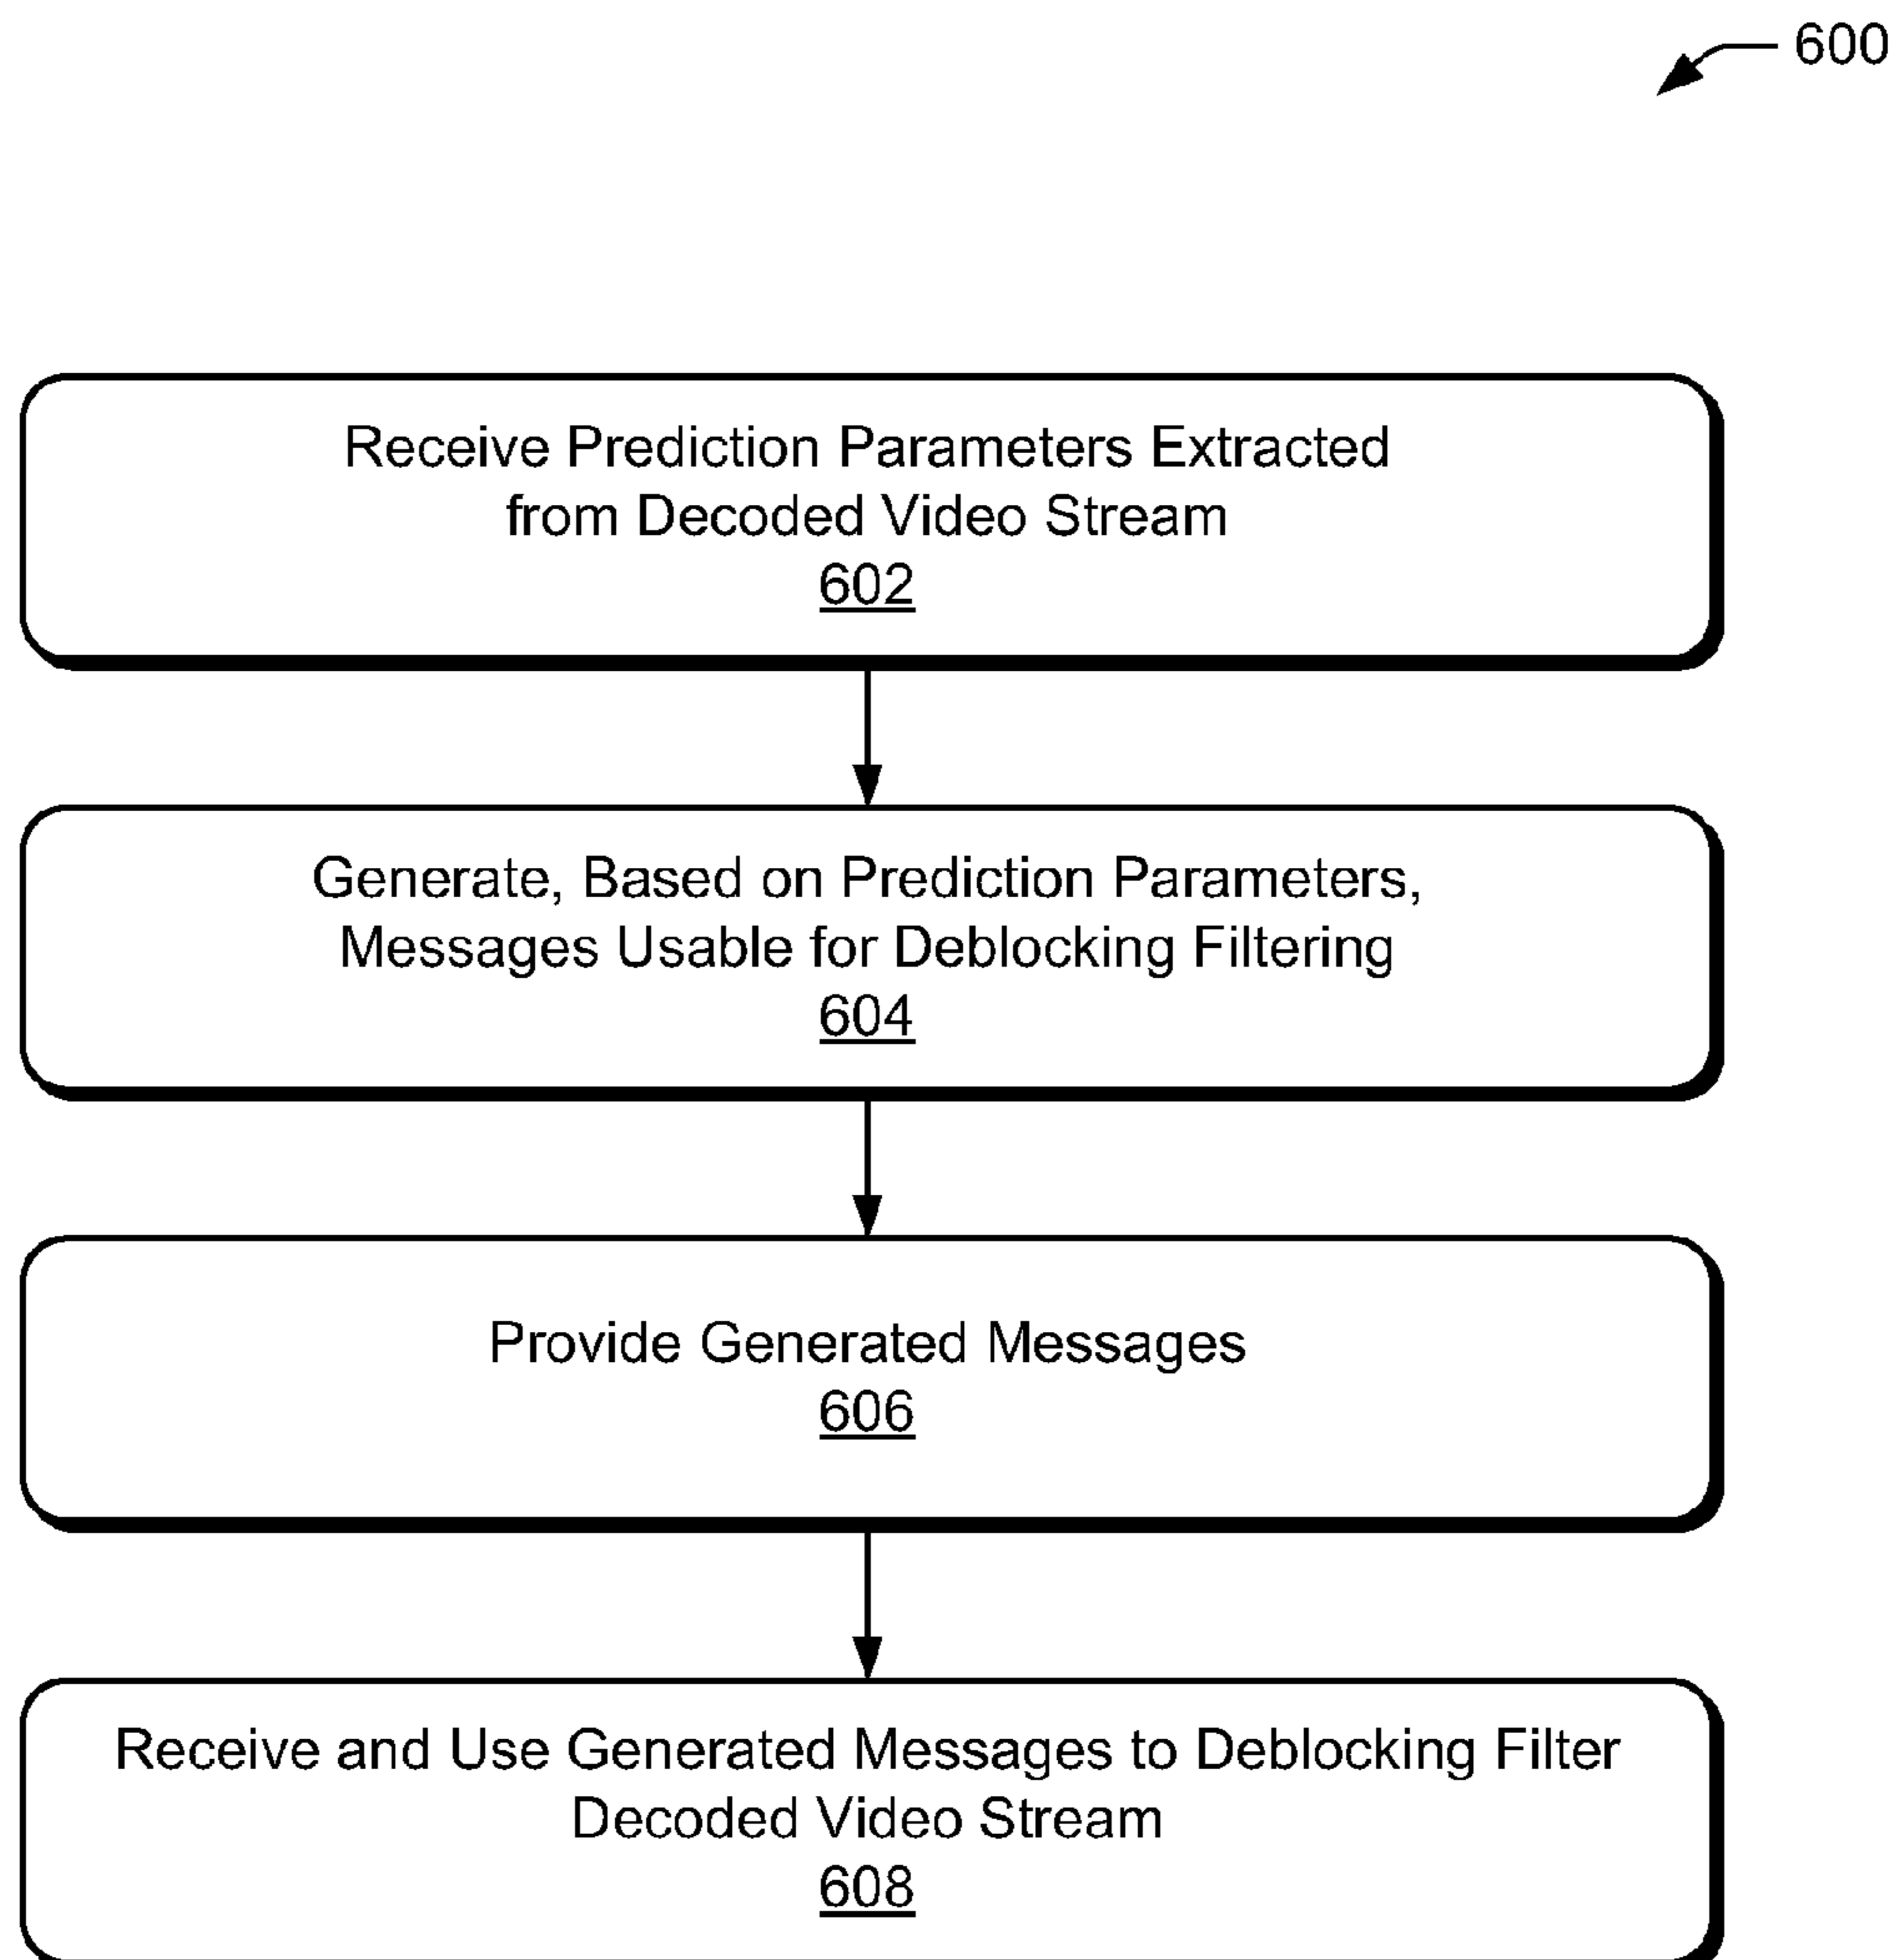 600
Receive Prediction Parameters Extracted
from Decoded Video Stream
602
Generate, Based on Prediction Parameters,
Messages Usable for Deblocking Filtering
604
Provide Generated Messages
606
Receive and Use Generated Messages to Deblocking Filter
Decoded Video Stream
608